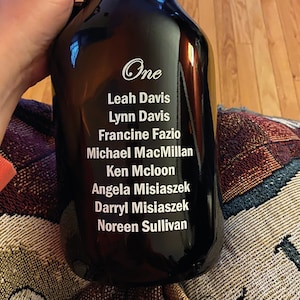 One
Leah Davis
Lynn Davis
Francine Fazio
Michael MacMillan
Ken Mcloon
Angela Misiaszek
Darryl Misiaszek
Noreen Sullivan